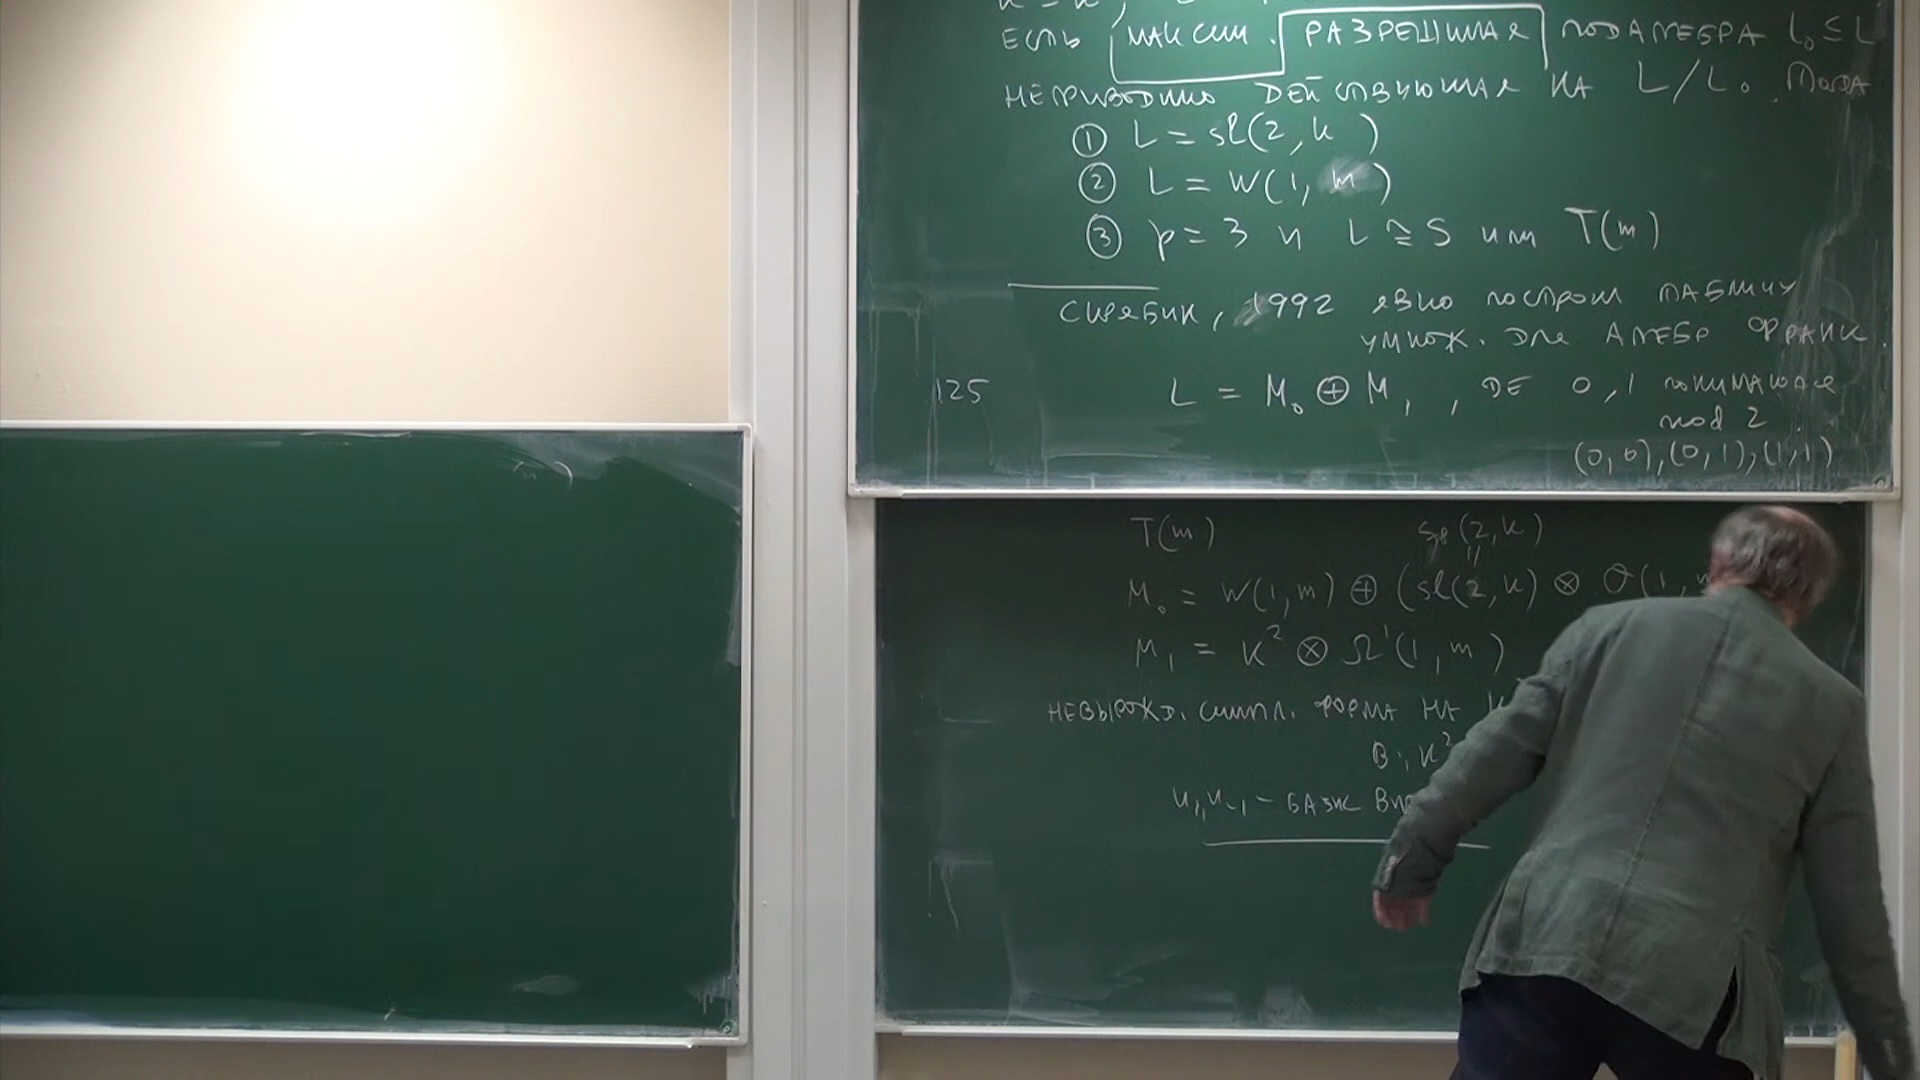 ЕСТЬ МАКСИМ. РАЗРЕШИМАЯ ПОДАЛГЕБРА L₀ ≤ L
НЕПРИВОДИМО ДЕЙСТВУЮЩАЯ НА L/L₀. ТОГДА
① L = sl(2, k)
② L = W(1, m)
③ p = 3 и L ≅ S или T(m)
СКРЯБИН, 1992 ЯВНО ПОСТРОИЛ ТАБЛИЦУ
УМНОЖ. ДЛЯ АЛГЕБР ФРАНК.
125 L = M₀ ⊕ M₁, ГДЕ 0, 1 ПОНИМАЮТСЯ
mod 2.
(0,0), (0,1), (1,1)
T(m) sp(2, k)
M₀ = W(1, m) ⊕ (sl(2, k) ⊗ O(1,
M₁ = k² ⊗ Ω¹(1, m)
НЕВЫРОЖД. СИМПЛ. ФОРМА НА
B: k²
u₁, u₋₁ – БАЗИС